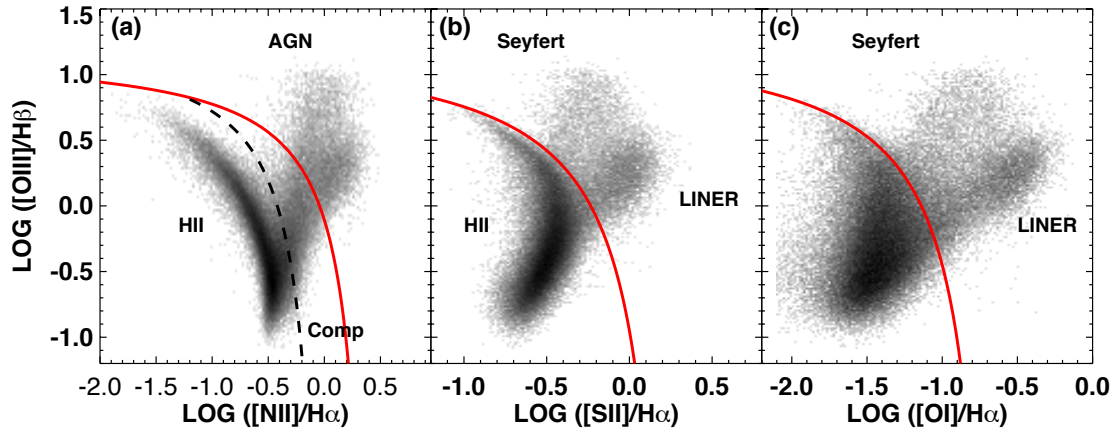 (a)
AGN
HII
Comp
(b)
Seyfert
HII
LINER
(c)
Seyfert
LINER
LOG ([OIII]/Hβ)
1.5
1.0
0.5
0.0
-0.5
-1.0
-2.0 -1.5 -1.0 -0.5 0.0 0.5
-1.0 -0.5 0.0 0.5
-2.0 -1.5 -1.0 -0.5 0.0
LOG ([NII]/Hα)
LOG ([SII]/Hα)
LOG ([OI]/Hα)